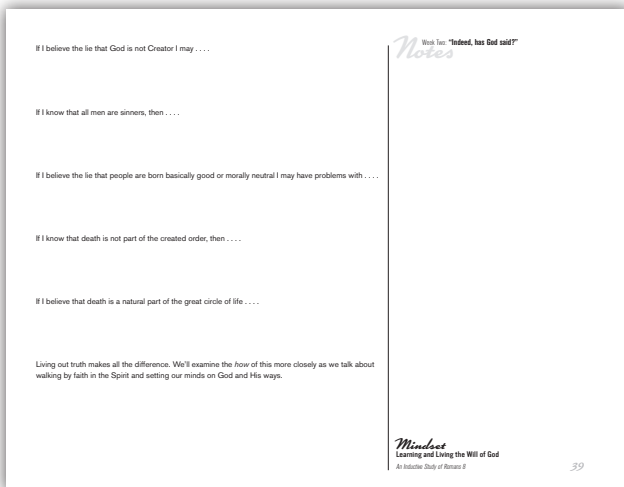 If I believe the lie that God is not Creator I may . . . .
If I know that all men are sinners, then . . . .
If I believe the lie that people are born basically good or morally neutral I may have problems with . . . .
If I know that death is not part of the created order, then . . . .
If I believe that death is a natural part of the great circle of life . . . .
Living out truth makes all the difference. We’ll examine the how of this more closely as we talk about
walking by faith in the Spirit and setting our minds on God and His ways.
Week Two: “Indeed, has God said?”
Notes
Mindset
Learning and Living the Will of God
An Inductive Study of Romans 8
39